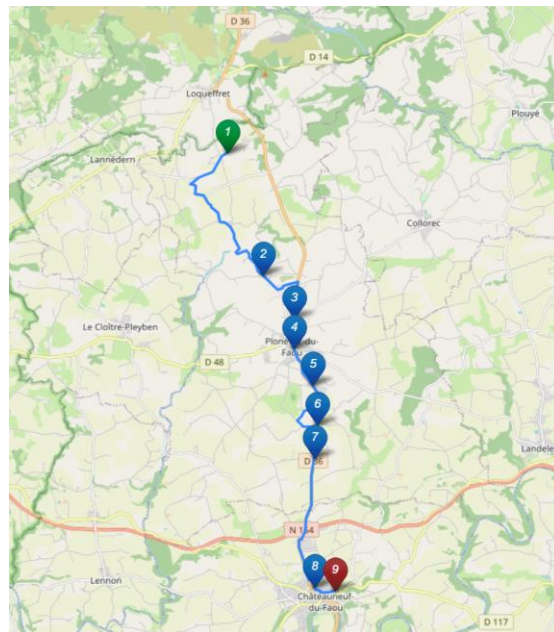 D 36
D 14
Loqueffret
Plouyé
1
Lannédern
Collorec
2
3
Le Cloître-Pleyben
4
Faou
D 48
5
6
7
Landele
N 164
8
9
Lennon
Châteauneuf-
du-Faou
D 117